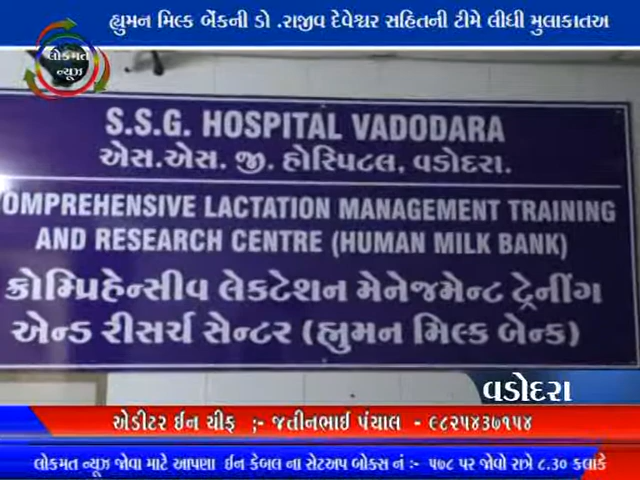 હ્યુમન મિલ્ક બેંકની ડો .રાજીવ દેવેશ્વર સહિતની ટીમે લીધી મુલાકાતઅ
લોકમત
ન્યૂઝ
S.S.G. HOSPITAL VADODARA
એસ.એસ. જી. હોસ્પિટલ, વડોદરા.
OMPREHENSIVE LACTATION MANAGEMENT TRAINING
AND RESEARCH CENTRE (HUMAN MILK BANK)
ક્રોમ્પ્રિહેન્સીવ લેકટેશન મેનેજમેન્ટ ટ્રેનીંગ
એન્ડ રીસર્ચ સેન્ટર (હ્યુમન મિલ્ક બેન્ક)
વડોદરા
એડીટર ઈન ચીફ ;- જતીનભાઈ પંચાલ - ૯૮૨૫૪૩૭૧૫૪
લોકમત ન્યૂઝ જોવા માટે આપણા ઈન કેબલ ના સેટઅપ બોક્સ નં :- ૫૭૮ પર જોવો રાત્રે ૮.૩૦ કલાકે